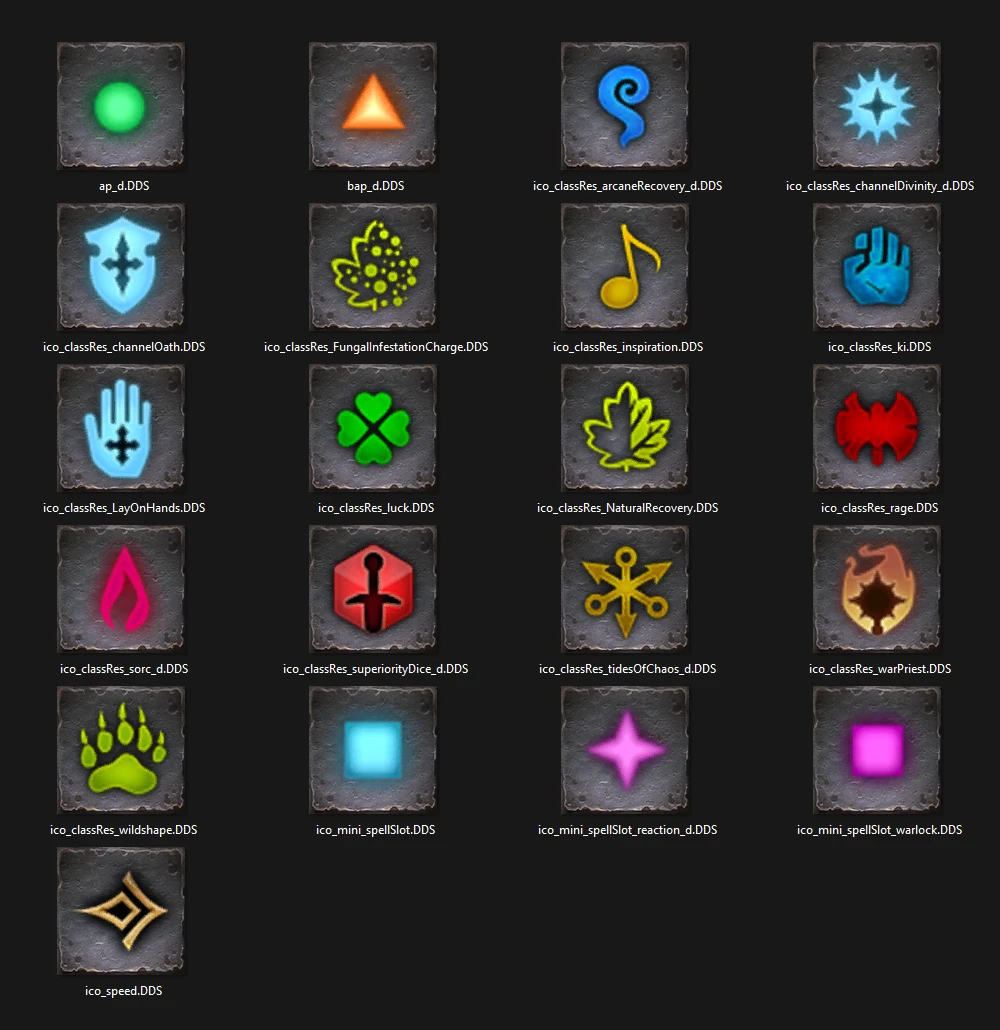 ap_d.DDS
bap_d.DDS
ico_classRes_arcaneRecovery_d.DDS
ico_classRes_channelDivinity_d.DDS
ico_classRes_channelOath.DDS
ico_classRes_FungalInfestationCharge.DDS
ico_classRes_inspiration.DDS
ico_classRes_ki.DDS
ico_classRes_LayOnHands.DDS
ico_classRes_luck.DDS
ico_classRes_NaturalRecovery.DDS
ico_classRes_rage.DDS
ico_classRes_sorc_d.DDS
ico_classRes_superiorityDice_d.DDS
ico_classRes_tidesOfChaos_d.DDS
ico_classRes_warPriest.DDS
ico_classRes_wildshape.DDS
ico_mini_spellSlot.DDS
ico_mini_spellSlot_reaction_d.DDS
ico_mini_spellSlot_warlock.DDS
ico_speed.DDS